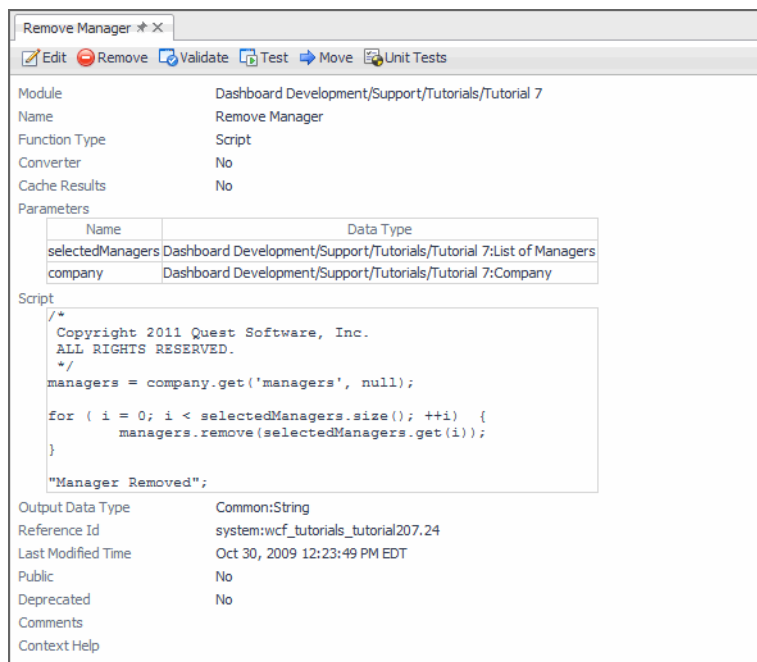 Remove Manager
Edit Remove Validate Test Move Unit Tests
Module Dashboard Development/Support/Tutorials/Tutorial 7
Name Remove Manager
Function Type Script
Converter No
Cache Results No
Parameters
Name Data Type
selectedManagers Dashboard Development/Support/Tutorials/Tutorial 7:List of Managers
company Dashboard Development/Support/Tutorials/Tutorial 7:Company
Script
/*
Copyright 2011 Quest Software, Inc.
ALL RIGHTS RESERVED.
*/
managers = company.get('managers', null);
for ( i = 0; i < selectedManagers.size(); ++i) {
managers.remove(selectedManagers.get(i));
}
"Manager Removed";
Output Data Type Common:String
Reference Id system:wcf_tutorials_tutorial207.24
Last Modified Time Oct 30, 2009 12:23:49 PM EDT
Public No
Deprecated No
Comments
Context Help